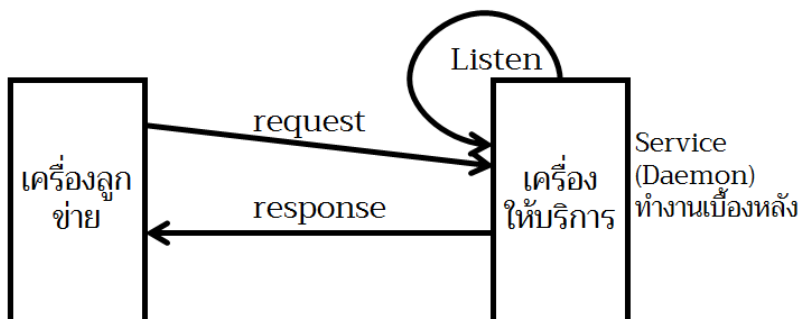 Listen
request
เครื่องลูก
ข่าย
response
เครื่อง
ให้บริการ
Service
(Daemon)
ทำงานเบื้องหลัง